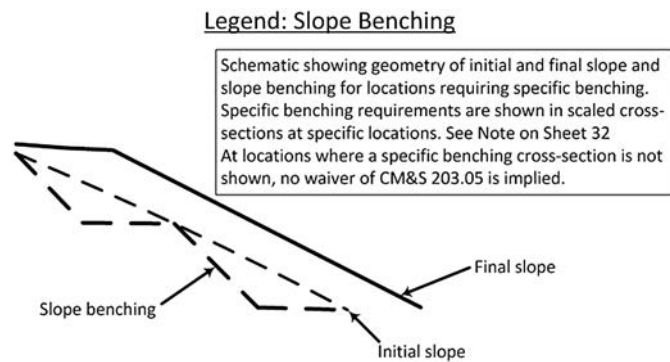 Legend: Slope Benching
Schematic showing geometry of initial and final slope and
slope benching for locations requiring specific benching.
Specific benching requirements are shown in scaled cross-
sections at specific locations. See Note on Sheet 32
At locations where a specific benching cross-section is not
shown, no waiver of CM&S 203.05 is implied.
Final slope
Slope benching
Initial slope